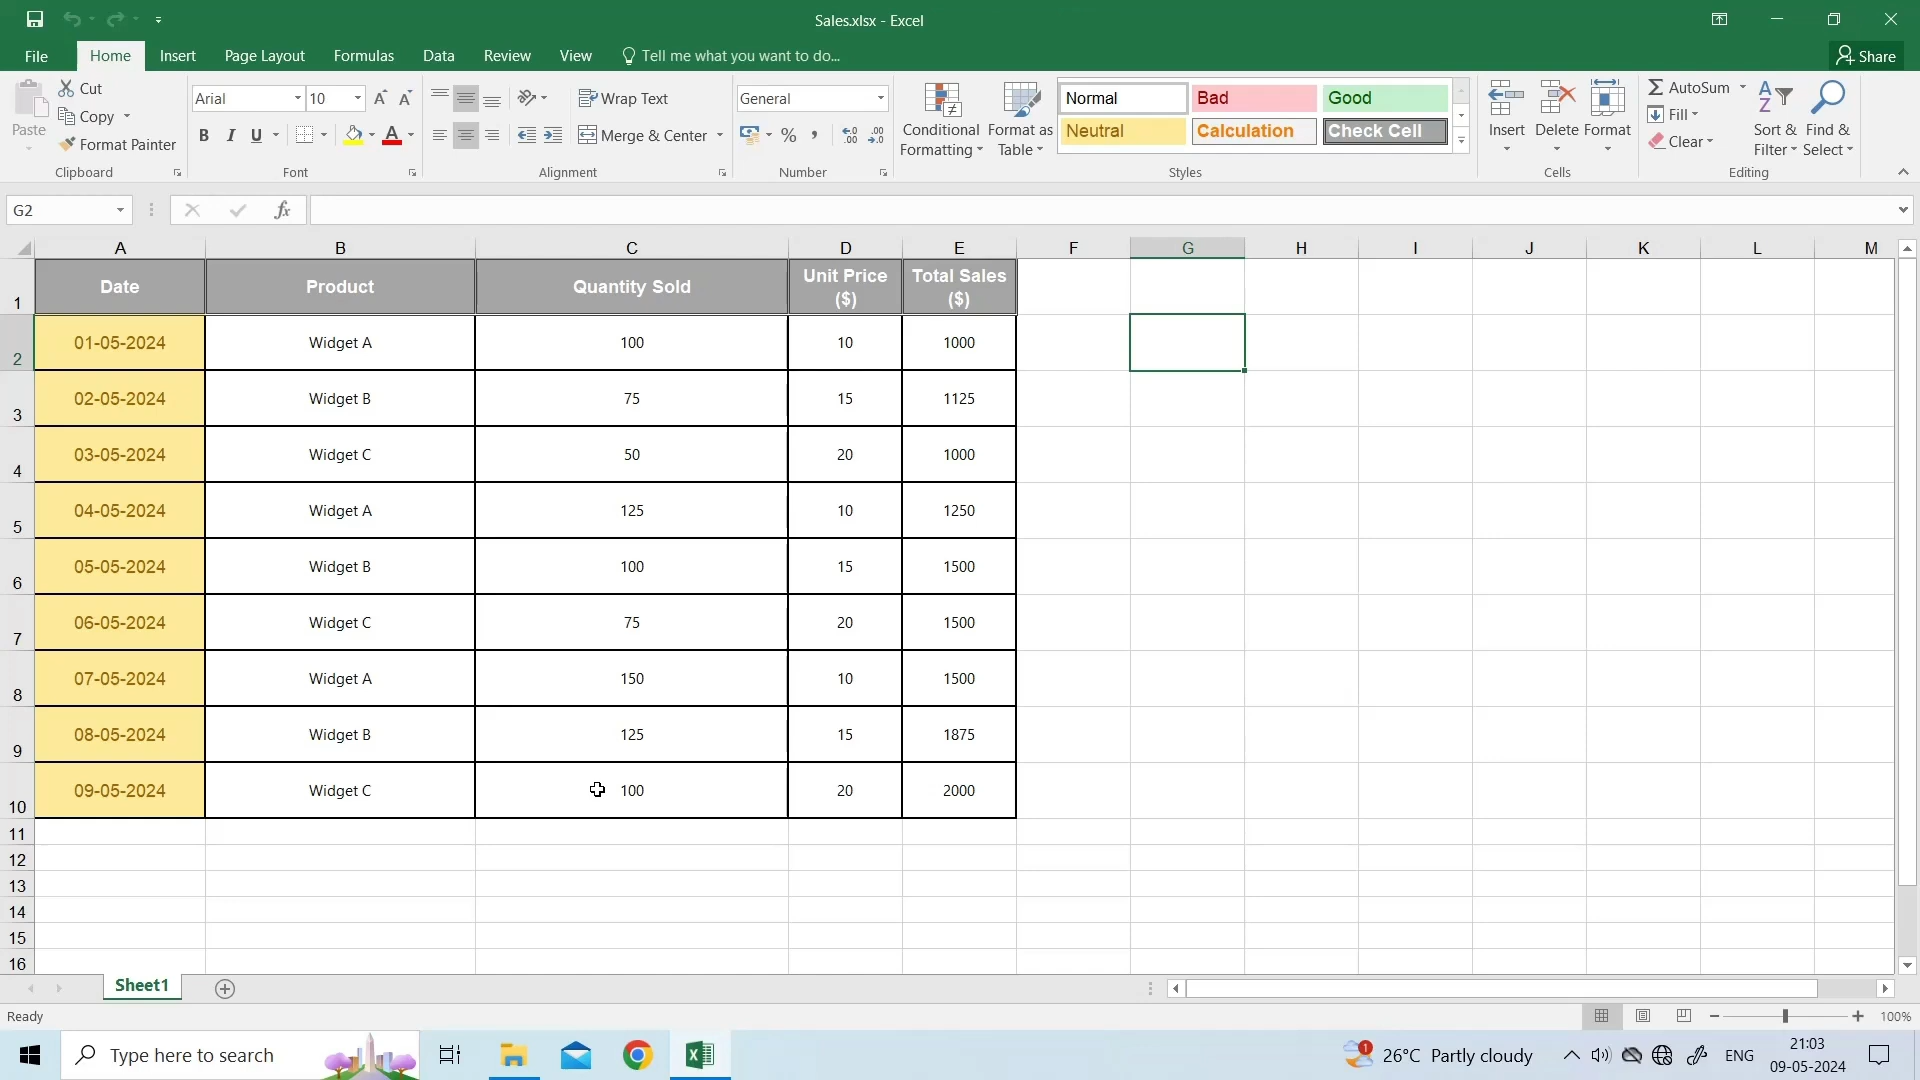 Sales.xlsx - Excel
File Home Insert Page Layout Formulas Data Review View Tell me what you want to do... Share
Paste
Cut
Copy
Format Painter
Clipboard
Arial 10
B I U
Font
Wrap Text
Merge & Center
Alignment
General
%
Number
Conditional Formatting
Format as Table
Normal Bad Good
Neutral Calculation Check Cell
Styles
Insert Delete Format
Cells
AutoSum
Fill
Clear
Sort & Filter
Find & Select
Editing
G2 fx
A B C D E F G H I J K L M
1 Date Product Quantity Sold Unit Price ($) Total Sales ($)
2 01-05-2024 Widget A 100 10 1000
3 02-05-2024 Widget B 75 15 1125
4 03-05-2024 Widget C 50 20 1000
5 04-05-2024 Widget A 125 10 1250
6 05-05-2024 Widget B 100 15 1500
7 06-05-2024 Widget C 75 20 1500
8 07-05-2024 Widget A 150 10 1500
9 08-05-2024 Widget B 125 15 1875
10 09-05-2024 Widget C 100 20 2000
11
12
13
14
15
16
Sheet1
Ready 100%
Type here to search
1 26°C Partly cloudy ENG 21:03
09-05-2024